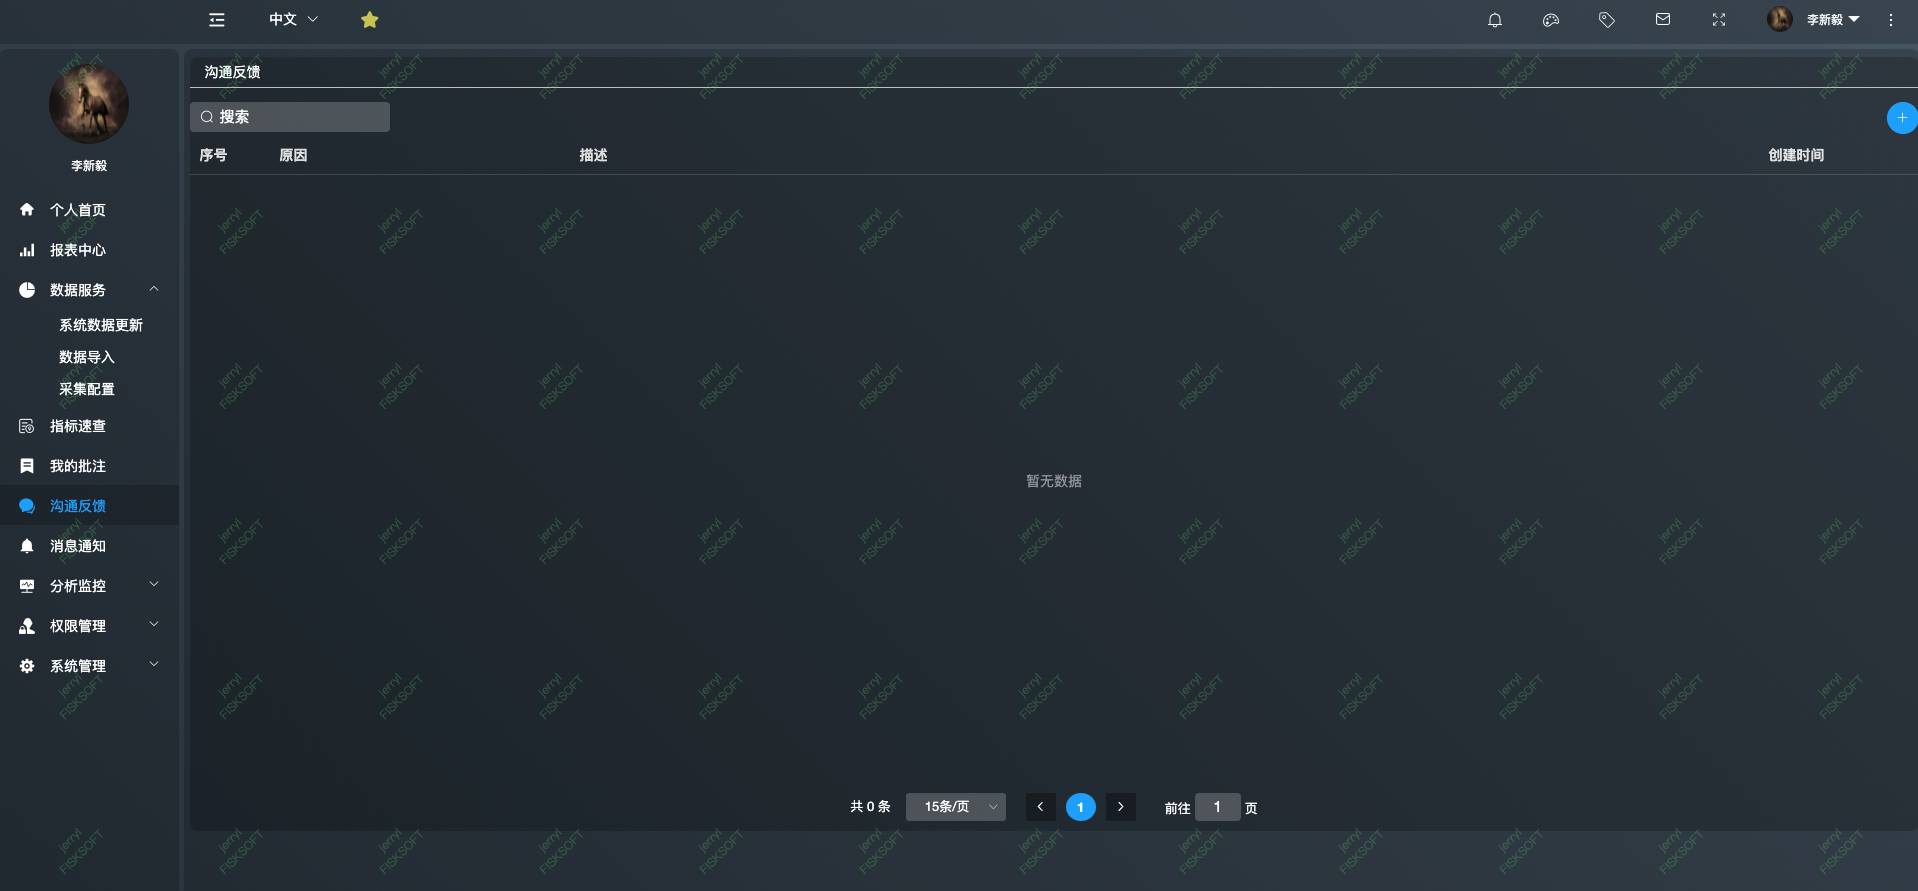 中文
李新毅
李新毅
个人首页
报表中心
数据服务
系统数据更新
数据导入
采集配置
指标速查
我的批注
沟通反馈
消息通知
分析监控
权限管理
系统管理
沟通反馈
搜索
序号 原因 描述 创建时间
暂无数据
共 0 条 15条/页 1 前往 1 页
jerryl
FISKSOFT